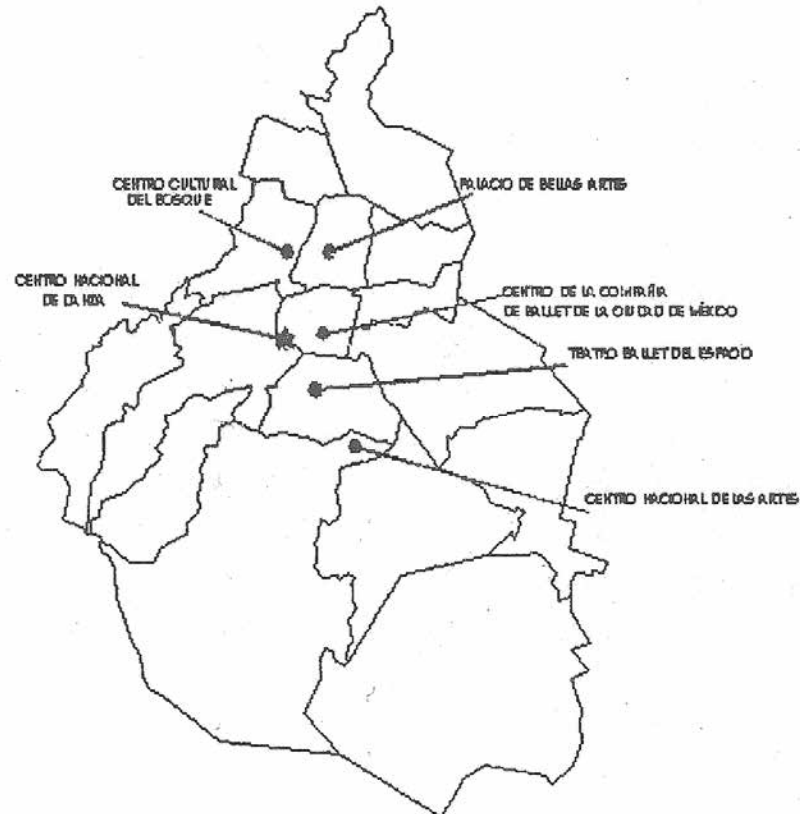 CENTRO CULTURAL
DEL BOSQUE
PALACIO DE BELLAS ARTES
CENTRO NACIONAL
DE DANZA
CENTRO DE LA COMPAÑIA
DE BALLET DE LA CIUDAD DE MÉXICO
TEATRO BALLET DEL ESPACIO
CENTRO NACIONAL DE LAS ARTES